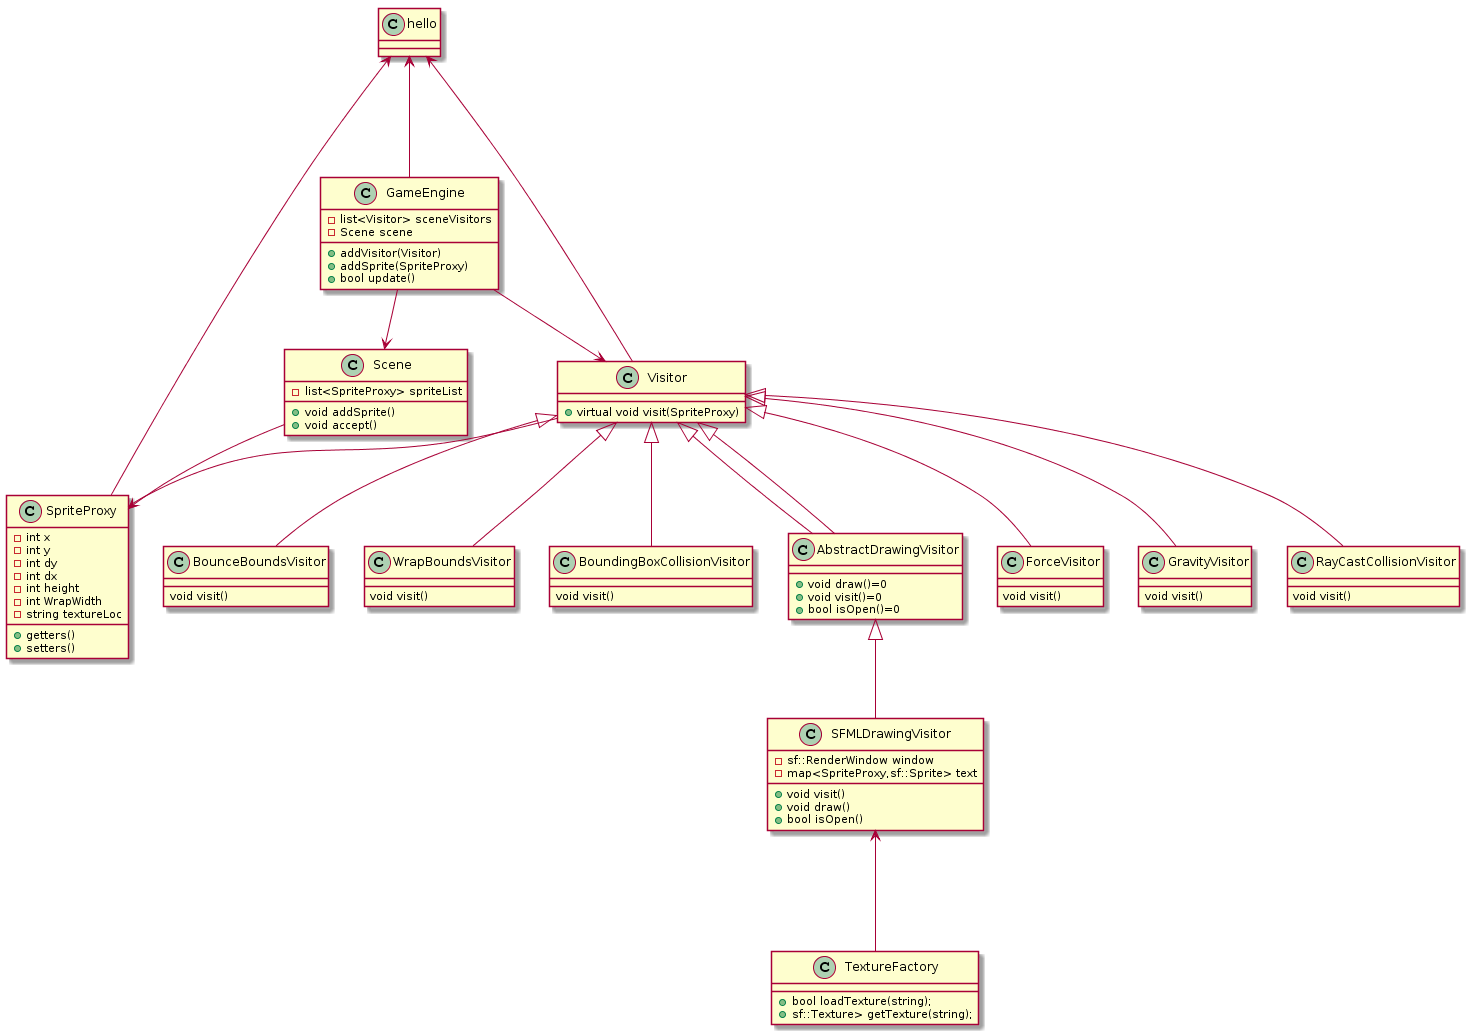 C hello
C GameEngine
list<Visitor> sceneVisitors
Scene scene
addVisitor(Visitor)
addSprite(SpriteProxy)
bool update()
C Scene
list<SpriteProxy> spriteList
void addSprite()
void accept()
C Visitor
virtual void visit(SpriteProxy)
C SpriteProxy
int x
int y
int dy
int dx
int height
int WrapWidth
string textureLoc
getters()
setters()
C BounceBoundsVisitor
void visit()
C WrapBoundsVisitor
void visit()
C BoundingBoxCollisionVisitor
void visit()
C AbstractDrawingVisitor
void draw()=0
void visit()=0
bool isOpen()=0
C ForceVisitor
void visit()
C GravityVisitor
void visit()
C RayCastCollisionVisitor
void visit()
C SFMLDrawingVisitor
sf::RenderWindow window
map<SpriteProxy,sf::Sprite> text
void visit()
void draw()
bool isOpen()
C TextureFactory
bool loadTexture(string);
sf::Texture> getTexture(string);